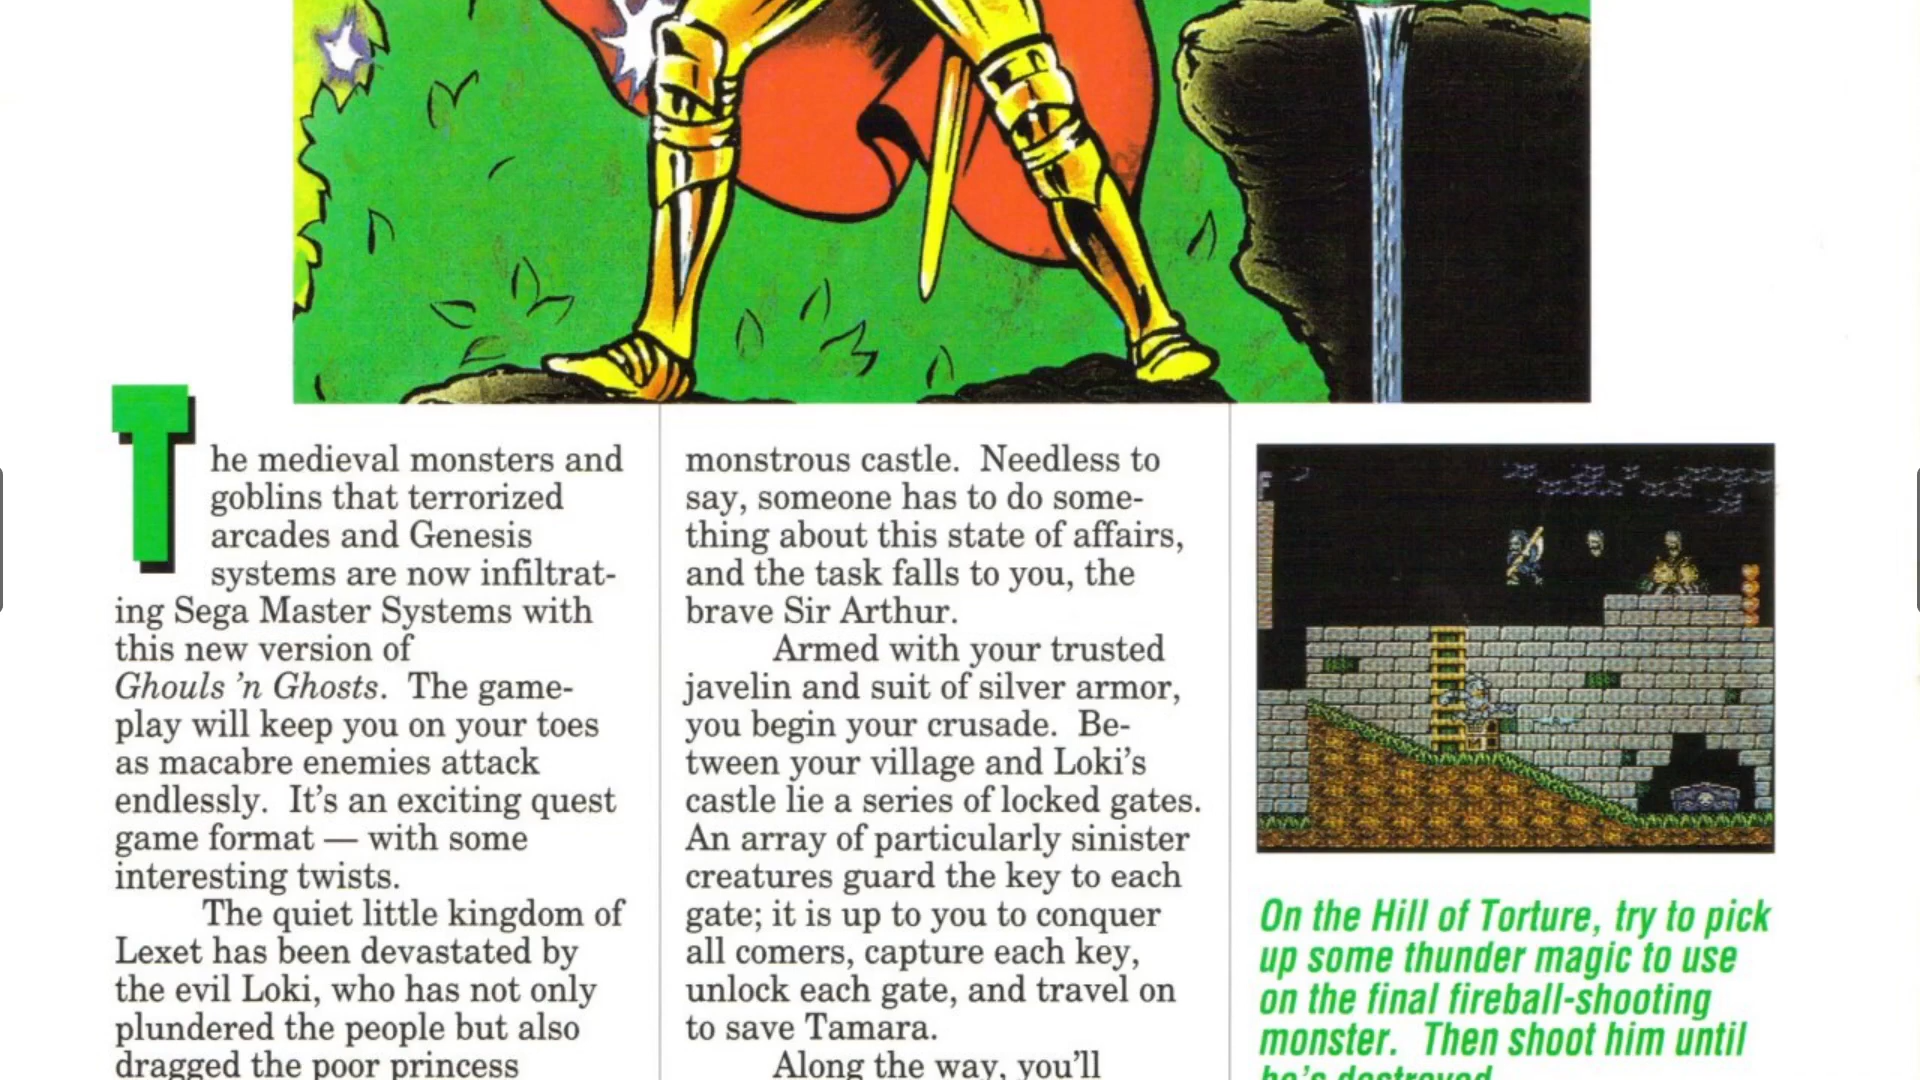 The medieval monsters and
goblins that terrorized
arcades and Genesis
systems are now infiltrat-
ing Sega Master Systems with
this new version of
Ghouls 'n Ghosts. The game-
play will keep you on your toes
as macabre enemies attack
endlessly. It's an exciting quest
game format — with some
interesting twists.
The quiet little kingdom of
Lexet has been devastated by
the evil Loki, who has not only
plundered the people but also
dragged the poor princess
monstrous castle. Needless to
say, someone has to do some-
thing about this state of affairs,
and the task falls to you, the
brave Sir Arthur.
Armed with your trusted
javelin and suit of silver armor,
you begin your crusade. Be-
tween your village and Loki's
castle lie a series of locked gates.
An array of particularly sinister
creatures guard the key to each
gate; it is up to you to conquer
all comers, capture each key,
unlock each gate, and travel on
to save Tamara.
Along the way, you'll
On the Hill of Torture, try to pick
up some thunder magic to use
on the final fireball-shooting
monster. Then shoot him until
he's destroyed.